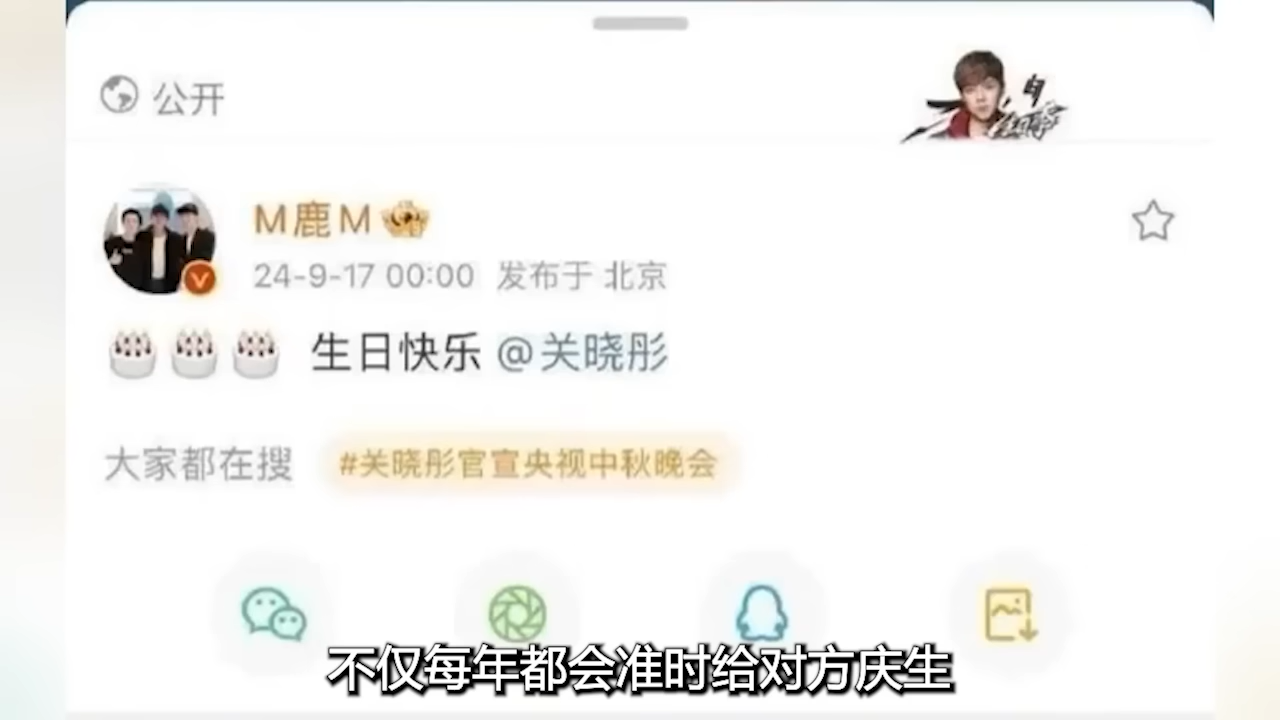 公开
M鹿M
24-9-17 00:00 发布于 北京
生日快乐 @关晓彤
大家都在搜 #关晓彤官宣央视中秋晚会
不仅每年都会准时给对方庆生